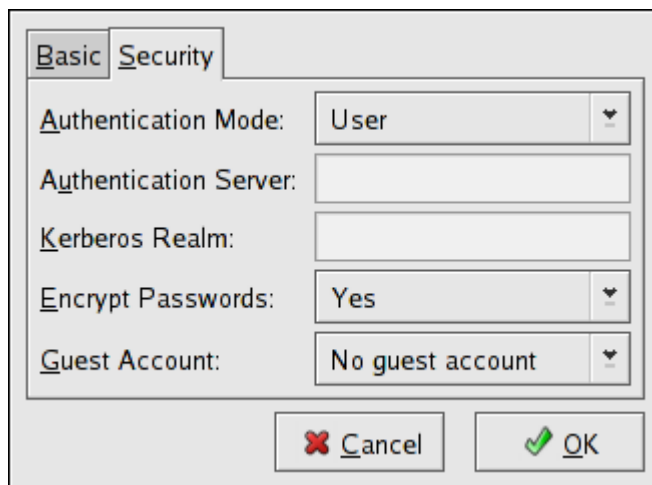 Basic Security
Authentication Mode: User
Authentication Server:
Kerberos Realm:
Encrypt Passwords: Yes
Guest Account: No guest account
Cancel OK